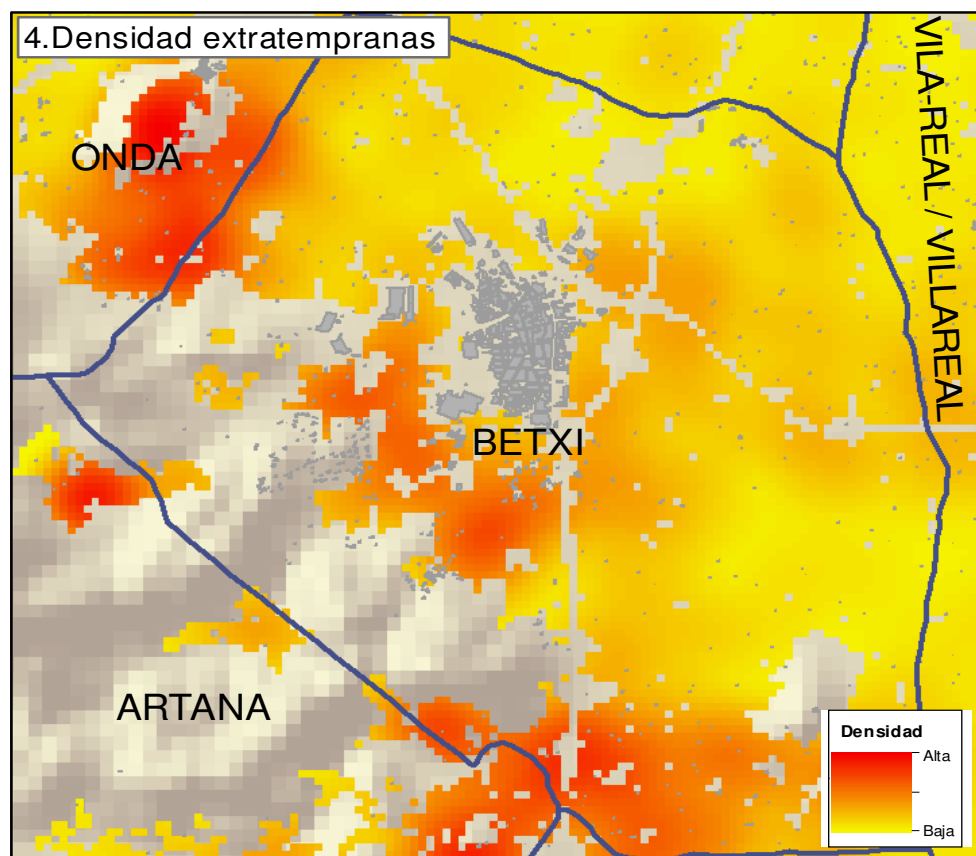 4.Densidad extratempranas
ONDA
VILA-REAL / VILLAREAL
BETXI
ARTANA
Densidad
Alta
Baja